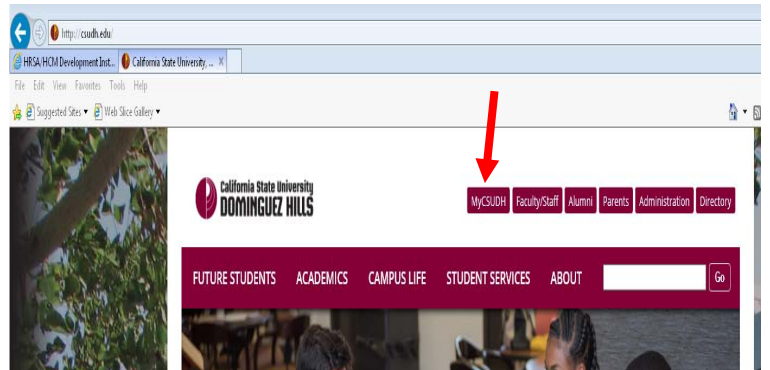 http://csudh.edu/
HRSA/HCM Development Inst... California State University, ... X
File Edit View Favorites Tools Help
Suggested Sites ▾ Web Slice Gallery ▾
California State University
DOMINGUEZ HILLS
MyCSUDH Faculty/Staff Alumni Parents Administration Directory
FUTURE STUDENTS ACADEMICS CAMPUS LIFE STUDENT SERVICES ABOUT Go